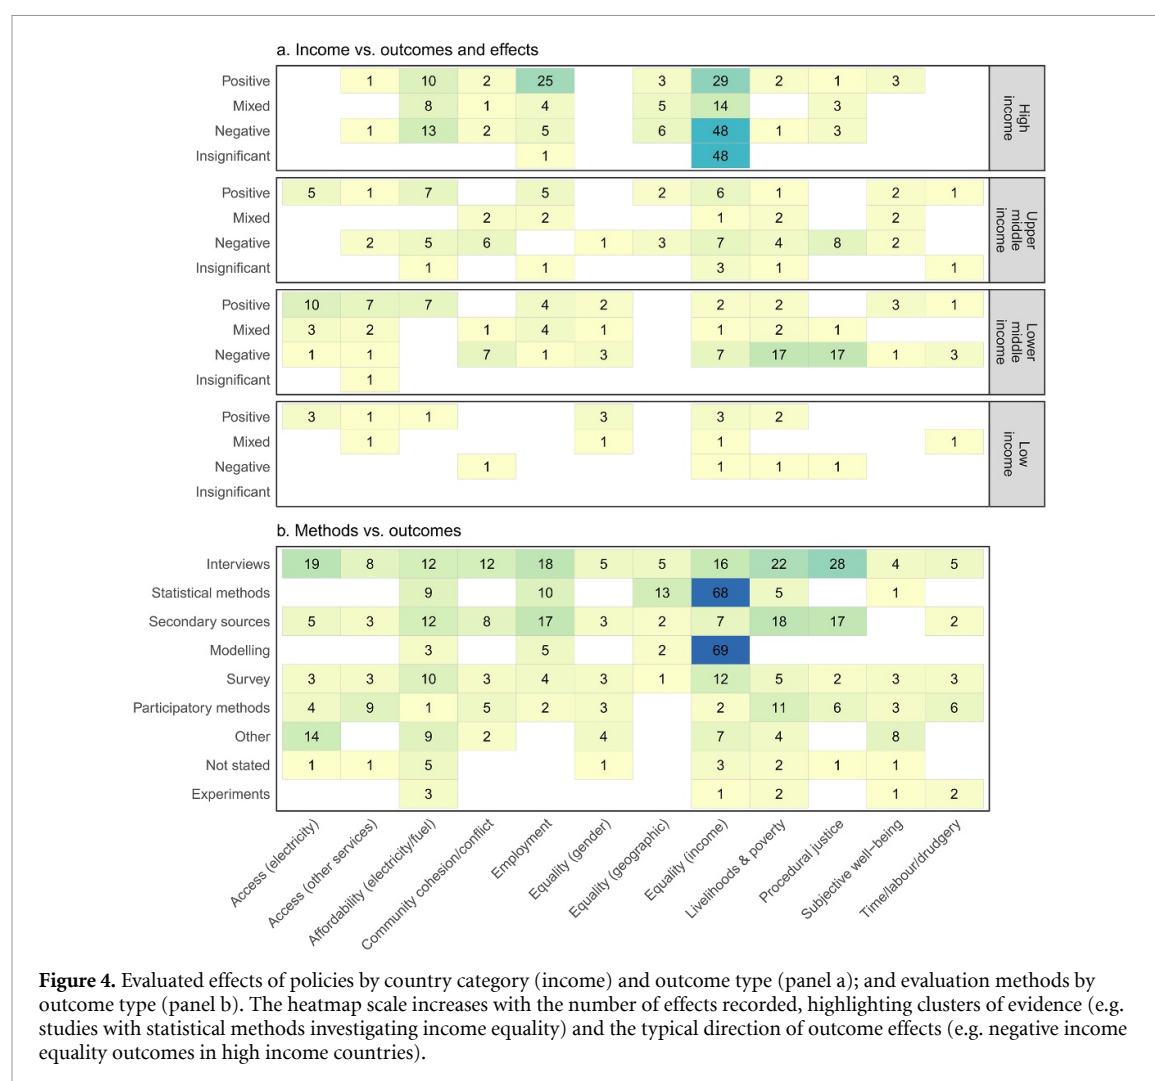 a. Income vs. outcomes and effects
Positive 1 10 2 25 3 29 2 1 3
Mixed 8 1 4 5 14 3
Negative 1 13 2 5 6 48 1 3
Insignificant 1 48
High
income
Positive 5 1 7 5 2 6 1 2 1
Mixed 2 2 1 2 2
Negative 2 5 6 1 3 7 4 8 2
Insignificant 1 1 3 1 1
Upper
middle
income
Positive 10 7 7 4 2 2 2 3 1
Mixed 3 2 1 4 1 1 2 1
Negative 1 1 7 1 3 7 17 17 1 3
Insignificant 1
Lower
middle
income
Positive 3 1 1 3 3 2
Mixed 1 1 1 1
Negative 1 1 1 1
Insignificant
Low
income
b. Methods vs. outcomes
Interviews 19 8 12 12 18 5 5 16 22 28 4 5
Statistical methods 9 10 13 68 5 1
Secondary sources 5 3 12 8 17 3 2 7 18 17 2
Modelling 3 5 2 69
Survey 3 3 10 3 4 3 1 12 5 2 3 3
Participatory methods 4 9 1 5 2 3 2 11 6 3 6
Other 14 9 2 4 7 4 8
Not stated 1 1 5 1 3 2 1 1
Experiments 3 1 2 1 2
Access (electricity)
Access (other services)
Affordability (electricity/fuel)
Community cohesion/conflict
Employment
Equality (gender)
Equality (geographic)
Equality (income)
Livelihoods & poverty
Procedural justice
Subjective well−being
Time/labour/drudgery
Figure 4. Evaluated effects of policies by country category (income) and outcome type (panel a); and evaluation methods by
outcome type (panel b). The heatmap scale increases with the number of effects recorded, highlighting clusters of evidence (e.g.
studies with statistical methods investigating income equality) and the typical direction of outcome effects (e.g. negative income
equality outcomes in high income countries).